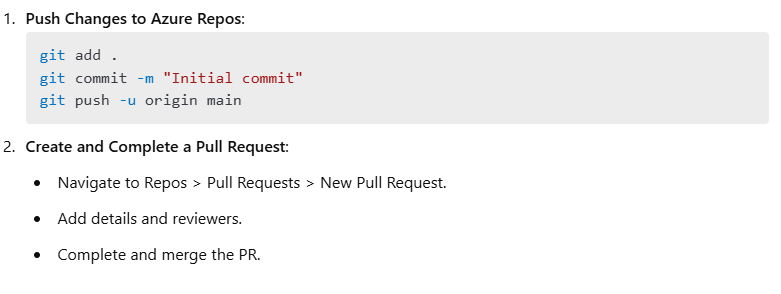 1. Push Changes to Azure Repos:
git add .
git commit -m "Initial commit"
git push -u origin main
2. Create and Complete a Pull Request:
• Navigate to Repos > Pull Requests > New Pull Request.
• Add details and reviewers.
• Complete and merge the PR.